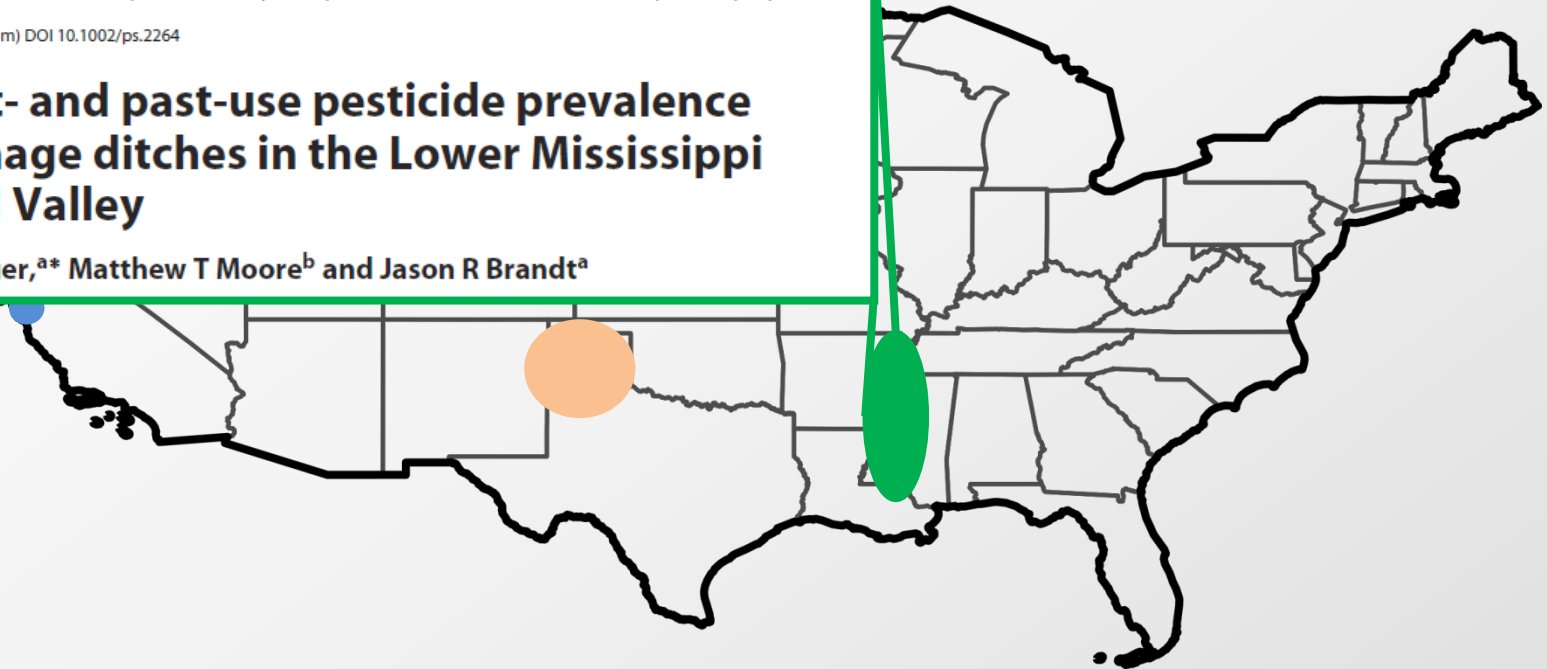 m) DOI 10.1002/ps.2264
t- and past-use pesticide prevalence
age ditches in the Lower Mississippi
Valley
er,ᵃ* Matthew T Mooreᵇ and Jason R Brandtᵃ